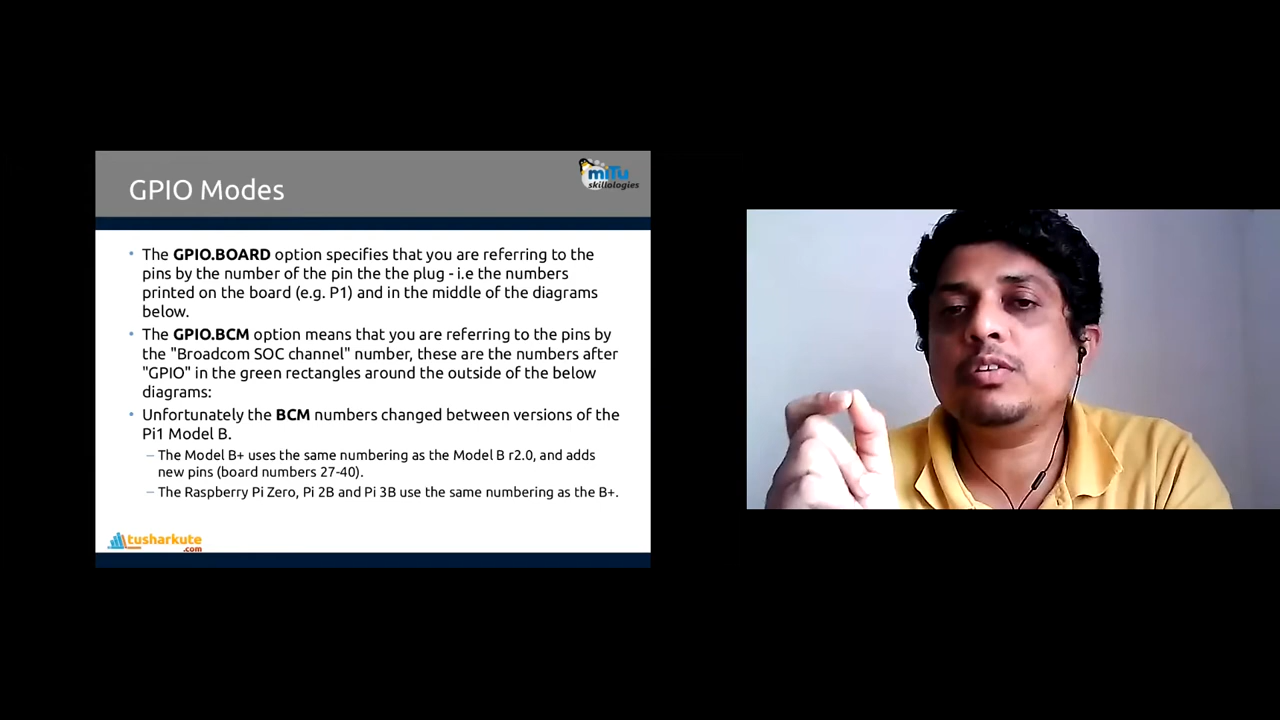 GPIO Modes
miTu
skillologies
• The GPIO.BOARD option specifies that you are referring to the
pins by the number of the pin the the plug - i.e the numbers
printed on the board (e.g. P1) and in the middle of the diagrams
below.
• The GPIO.BCM option means that you are referring to the pins by
the "Broadcom SOC channel" number, these are the numbers after
"GPIO" in the green rectangles around the outside of the below
diagrams:
• Unfortunately the BCM numbers changed between versions of the
Pi1 Model B.
– The Model B+ uses the same numbering as the Model B r2.0, and adds
new pins (board numbers 27-40).
– The Raspberry Pi Zero, Pi 2B and Pi 3B use the same numbering as the B+.
tusharkute
.com